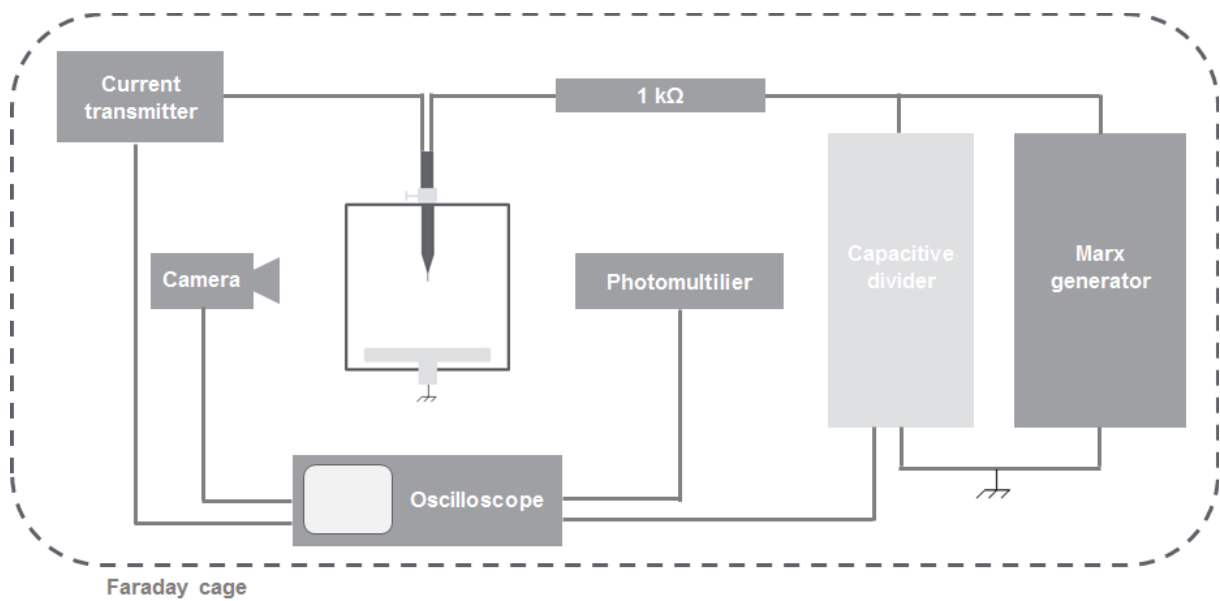 Current
transmitter
1 kΩ
Capacitive
divider
Marx
generator
Camera
Photomultilier
Oscilloscope
Faraday cage